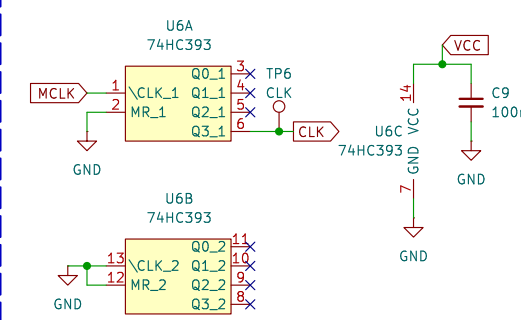 U6A
74HC393
MCLK
1
2
\CLK_1
MR_1
Q0_1
Q1_1
Q2_1
Q3_1
3
4
5
6
TP6
CLK
CLK
GND
VCC
14
VCC
U6C
74HC393
GND
7
GND
C9
GND
U6B
74HC393
13
12
\CLK_2
MR_2
Q0_2
Q1_2
Q2_2
Q3_2
11
10
9
8
GND